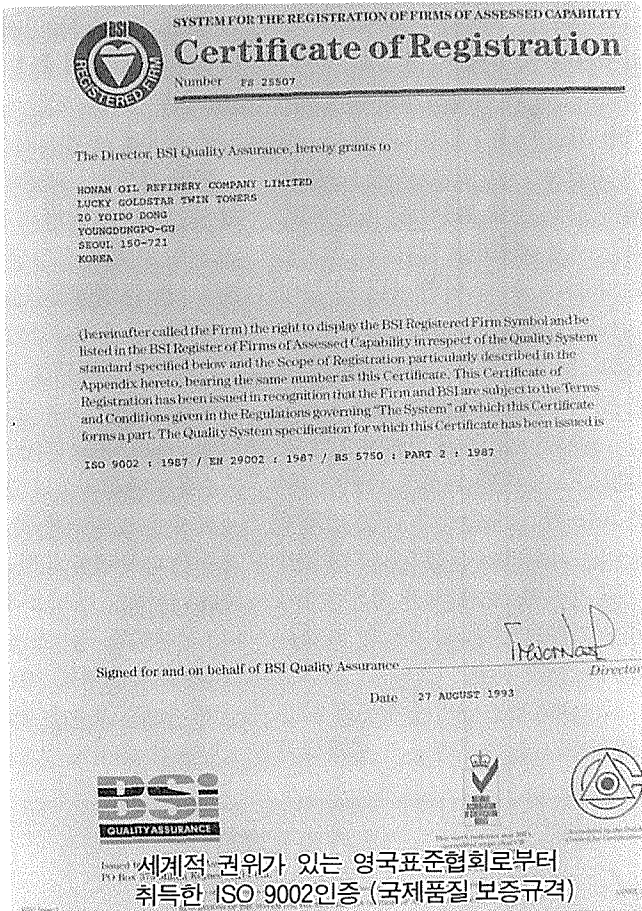 BSI
REGISTERED FIRM
SYSTEM FOR THE REGISTRATION OF FIRMS OF ASSESSED CAPABILITY
Certificate of Registration
Number FS 25507
The Director, BSI Quality Assurance, hereby grants to
HONAM OIL REFINERY COMPANY LIMITED
LUCKY GOLDSTAR TWIN TOWERS
20 YOIDO DONG
YOUNGDUNGPO-GU
SEOUL 150-721
KOREA
(hereinafter called the Firm) the right to display the BSI Registered Firm Symbol and be
listed in the BSI Register of Firms of Assessed Capability in respect of the Quality System
standard specified below and the Scope of Registration particularly described in the
Appendix hereto, bearing the same number as this Certificate. This Certificate of
Registration has been issued in recognition that the Firm and BSI are subject to the Terms
and Conditions given in the Regulations governing "The System" of which this Certificate
forms a part. The Quality System specification for which this Certificate has been issued is
ISO 9002 : 1987 / EN 29002 : 1987 / BS 5750 : PART 2 : 1987
Signed for and on behalf of BSI Quality Assurance
Director
Date 27 AUGUST 1993
BSi
QUALITY ASSURANCE
NATIONAL
ACCREDITATION
OF CERTIFICATION
BODIES
세계적 권위가 있는 영국표준협회로부터
취득한 ISO 9002인증 (국제품질 보증규격)